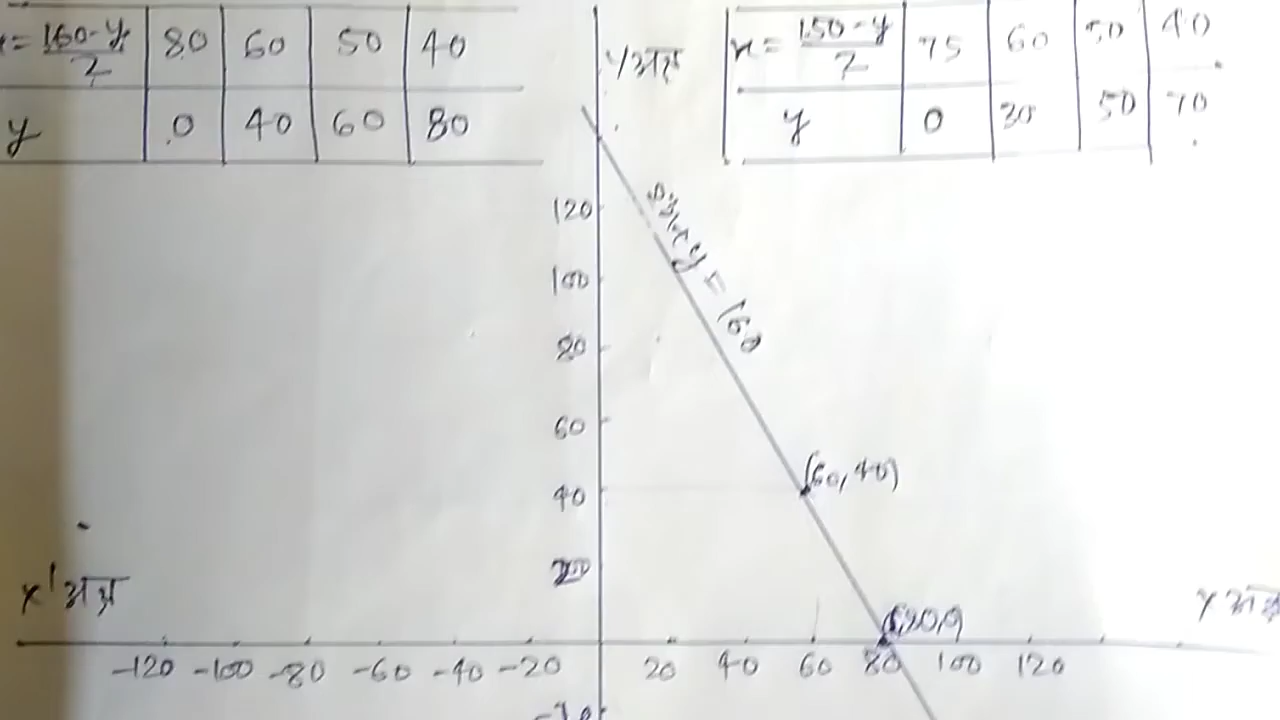 x = 160-y/2 80 60 50 40
y 0 40 60 80
x = 150-y/2 75 60 50 40
y 0 30 50 70
Y अक्ष
120
100
2x+y = 160
80
60
40
(60,40)
20
X' अक्ष
X अक्ष
(80,0)
-120 -100 -80 -60 -40 -20 20 40 60 80 100 120